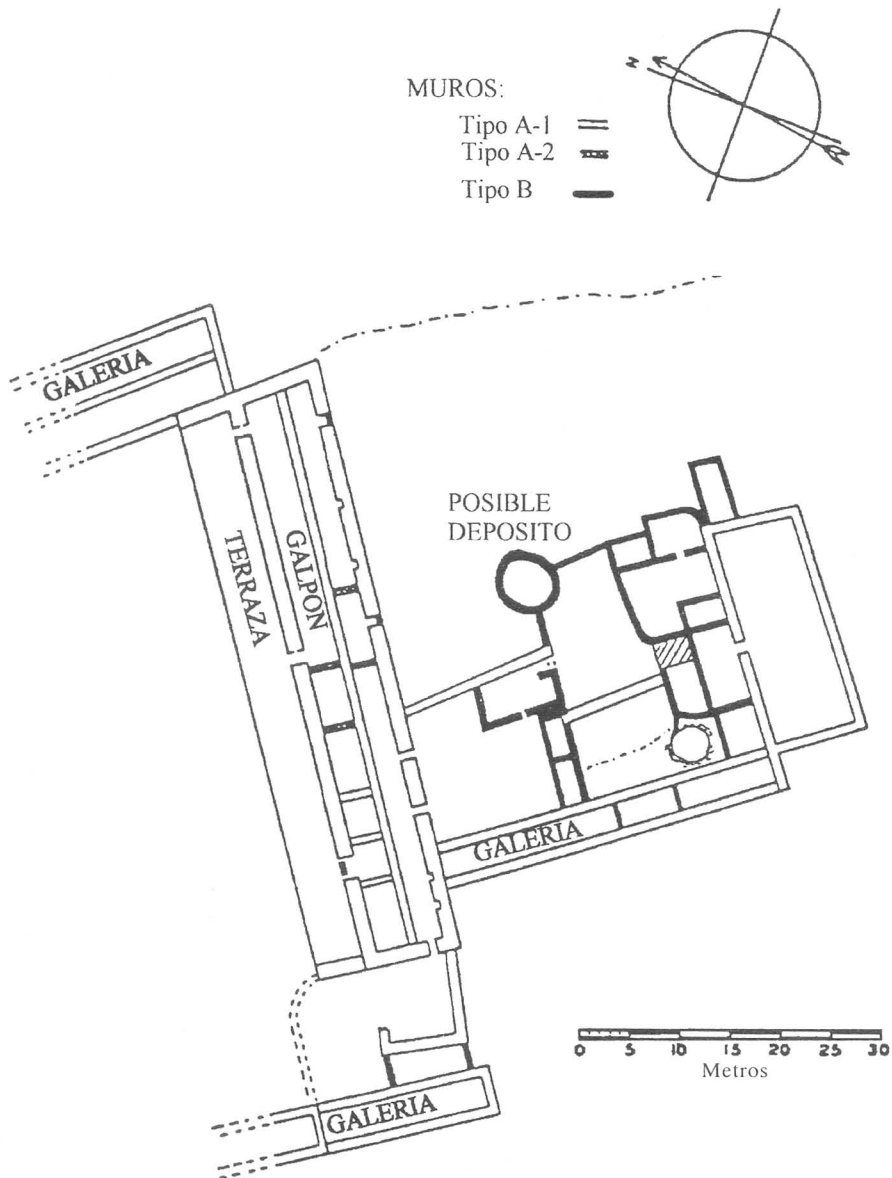 N
MUROS:
Tipo A-1
Tipo A-2
Tipo B
GALERIA
TERRAZA
GALPON
POSIBLE
DEPOSITO
GALERIA
0 5 10 15 20 25 30
Metros
GALERIA